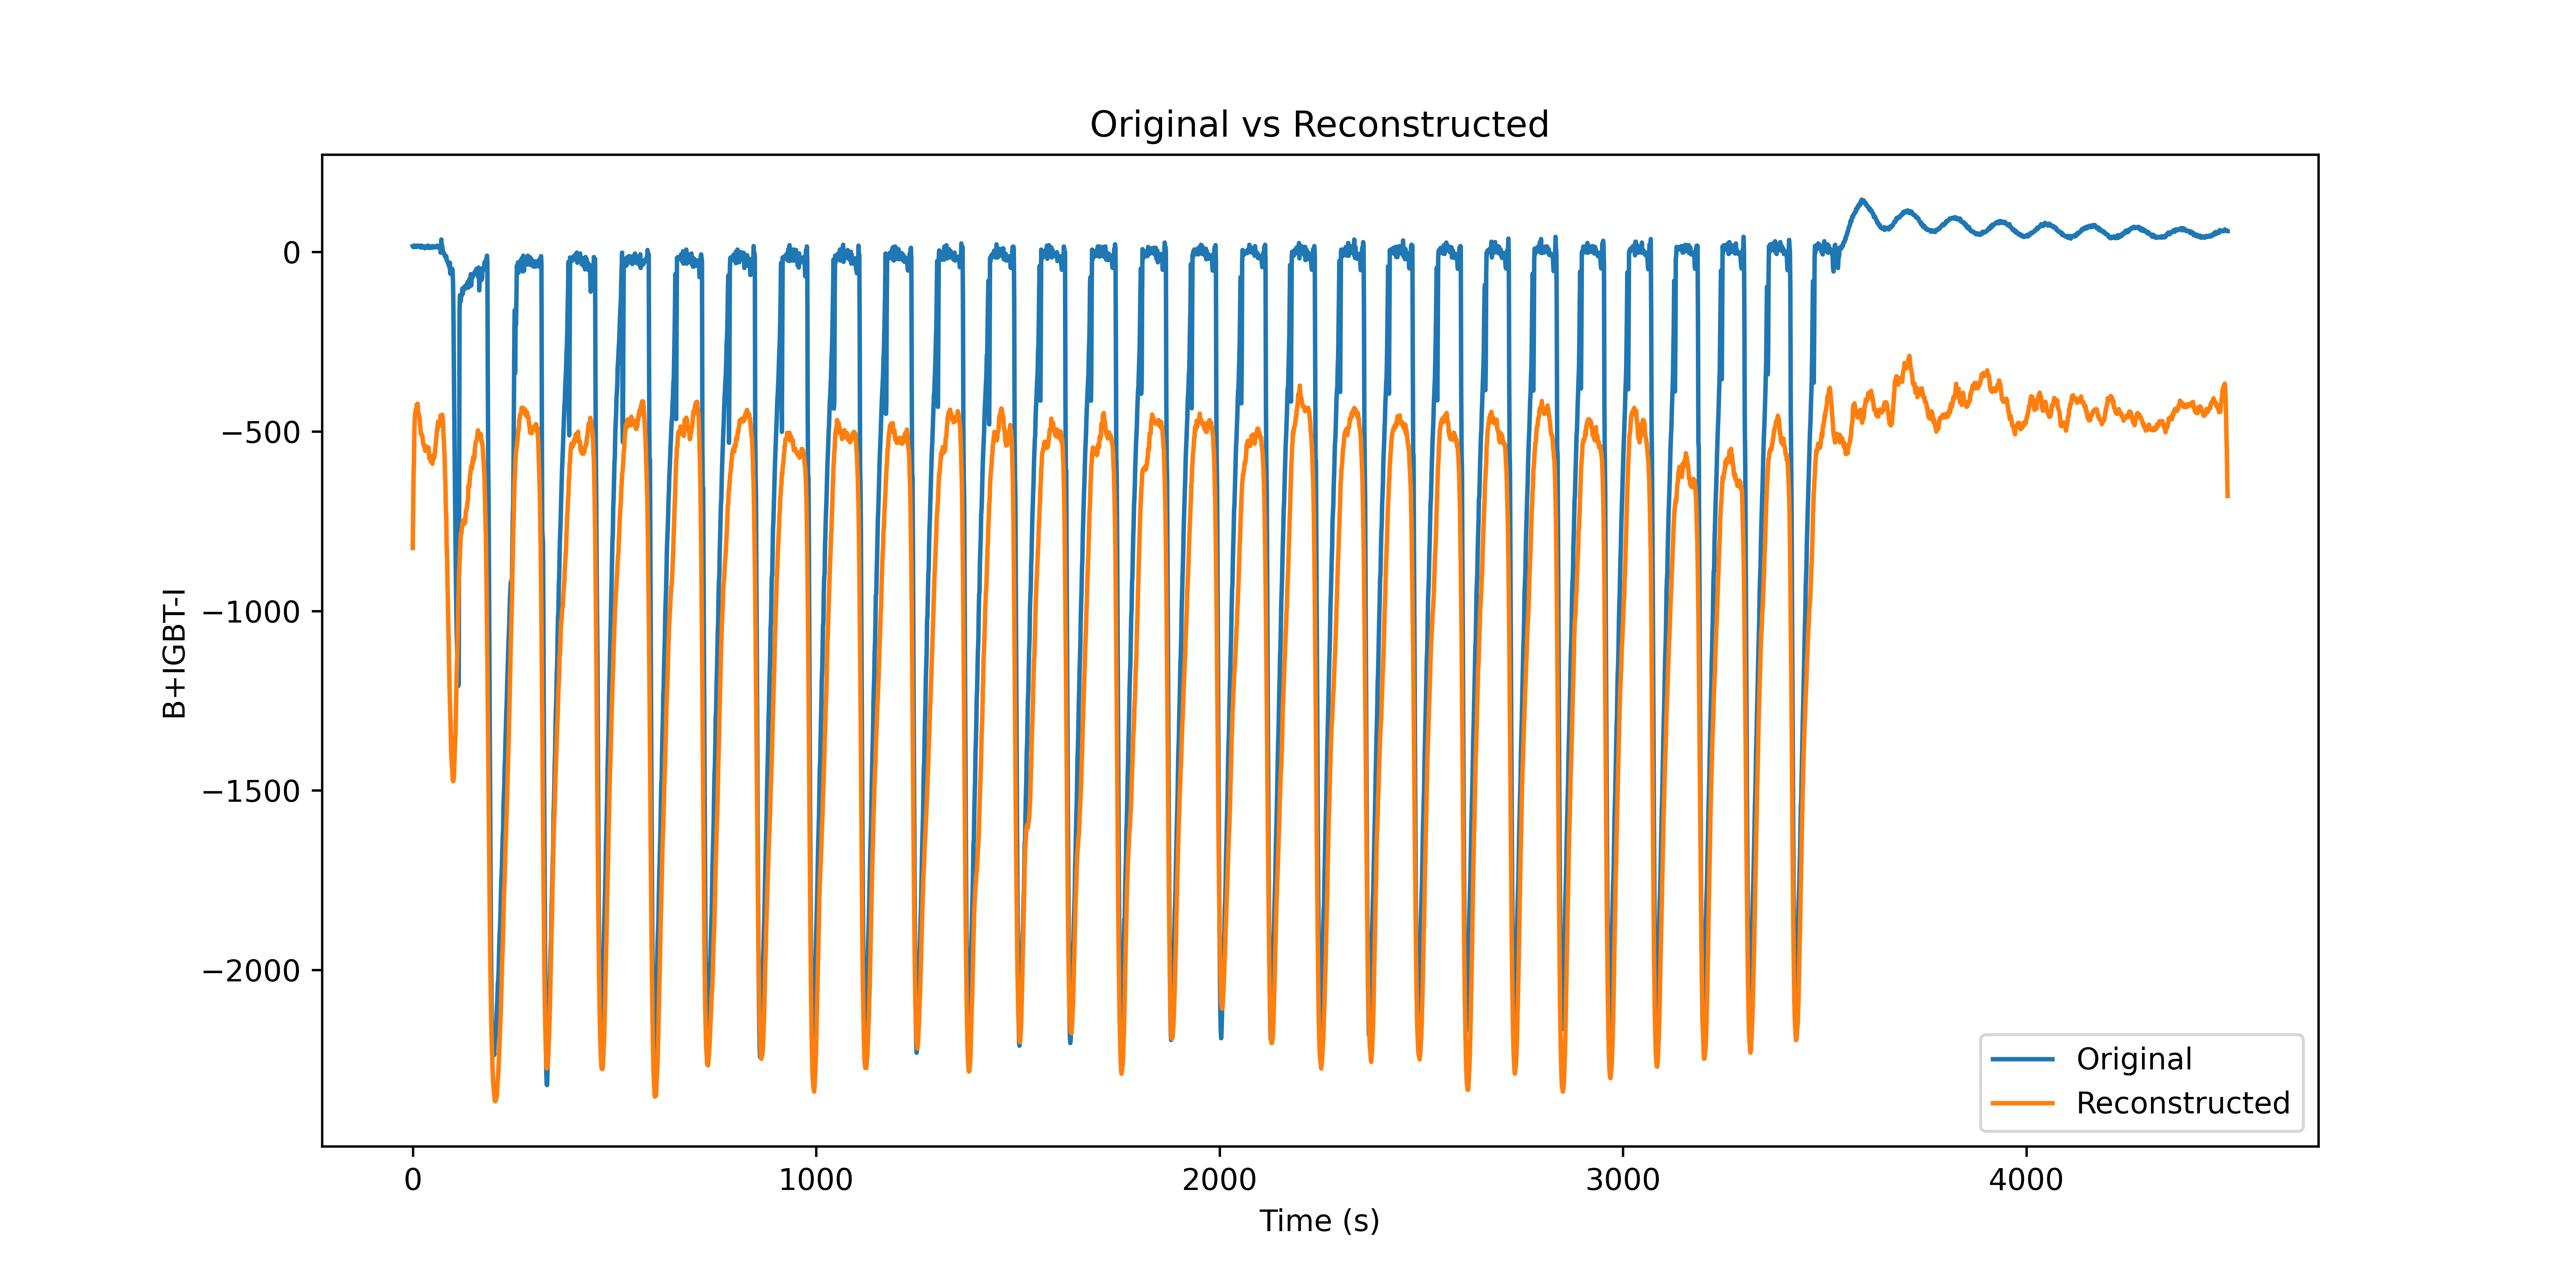 Original vs Reconstructed
0
−500
−1000
−1500
−2000
B+IGBT-I
0
1000
2000
3000
4000
Time (s)
Original
Reconstructed